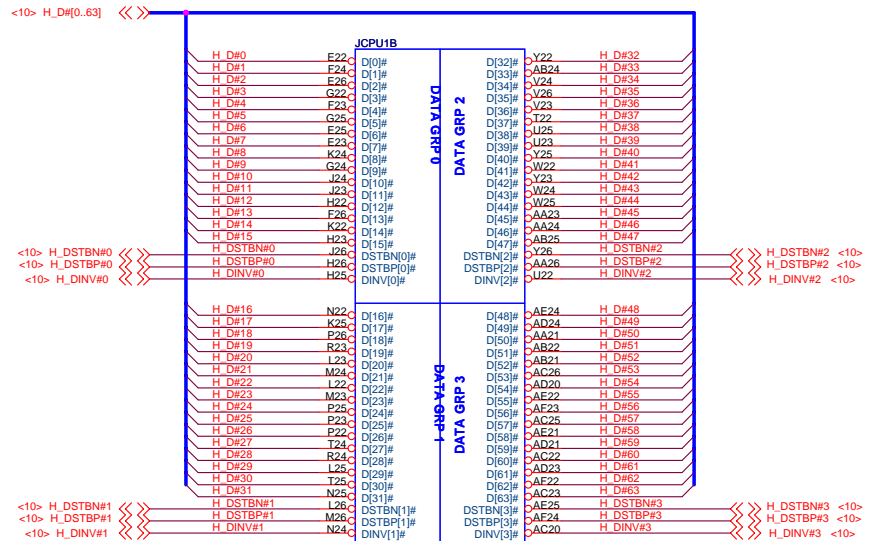 <10> H_D#[0..63]
JCPU1B
H_D#0 E22 D[0]# D[32]# Y22 H_D#32
H_D#1 F24 D[1]# D[33]# AB24 H_D#33
H_D#2 E26 D[2]# D[34]# V24 H_D#34
H_D#3 G22 D[3]# D[35]# V26 H_D#35
H_D#4 F23 D[4]# D[36]# V23 H_D#36
H_D#5 G25 D[5]# D[37]# T22 H_D#37
H_D#6 E25 D[6]# D[38]# U25 H_D#38
H_D#7 E23 D[7]# D[39]# U23 H_D#39
H_D#8 K24 D[8]# D[40]# Y25 H_D#40
H_D#9 G24 D[9]# D[41]# W22 H_D#41
H_D#10 J24 D[10]# D[42]# Y23 H_D#42
H_D#11 J23 D[11]# D[43]# W24 H_D#43
H_D#12 H22 D[12]# D[44]# W25 H_D#44
H_D#13 F26 D[13]# D[45]# AA23 H_D#45
H_D#14 K22 D[14]# D[46]# AA24 H_D#46
H_D#15 H23 D[15]# D[47]# AB25 H_D#47
<10> H_DSTBN#0 H_DSTBN#0 J26 DSTBN[0]# DSTBN[2]# Y26 H_DSTBN#2 H_DSTBN#2 <10>
<10> H_DSTBP#0 H_DSTBP#0 H26 DSTBP[0]# DSTBP[2]# AA26 H_DSTBP#2 H_DSTBP#2 <10>
<10> H_DINV#0 H_DINV#0 H25 DINV[0]# DINV[2]# U22 H_DINV#2 H_DINV#2 <10>
DATA GRP 0
DATA GRP 2
H_D#16 N22 D[16]# D[48]# AE24 H_D#48
H_D#17 K25 D[17]# D[49]# AD24 H_D#49
H_D#18 P26 D[18]# D[50]# AA21 H_D#50
H_D#19 R23 D[19]# D[51]# AB22 H_D#51
H_D#20 L23 D[20]# D[52]# AB21 H_D#52
H_D#21 M24 D[21]# D[53]# AC26 H_D#53
H_D#22 L22 D[22]# D[54]# AD20 H_D#54
H_D#23 M23 D[23]# D[55]# AE22 H_D#55
H_D#24 P25 D[24]# D[56]# AF23 H_D#56
H_D#25 P23 D[25]# D[57]# AC25 H_D#57
H_D#26 P22 D[26]# D[58]# AE21 H_D#58
H_D#27 T24 D[27]# D[59]# AD21 H_D#59
H_D#28 R24 D[28]# D[60]# AC22 H_D#60
H_D#29 L25 D[29]# D[61]# AD23 H_D#61
H_D#30 T25 D[30]# D[62]# AF22 H_D#62
H_D#31 N25 D[31]# D[63]# AC23 H_D#63
<10> H_DSTBN#1 H_DSTBN#1 L26 DSTBN[1]# DSTBN[3]# AE25 H_DSTBN#3 H_DSTBN#3 <10>
<10> H_DSTBP#1 H_DSTBP#1 M26 DSTBP[1]# DSTBP[3]# AF24 H_DSTBP#3 H_DSTBP#3 <10>
<10> H_DINV#1 H_DINV#1 N24 DINV[1]# DINV[3]# AC20 H_DINV#3 H_DINV#3 <10>
DATA GRP 1
DATA GRP 3